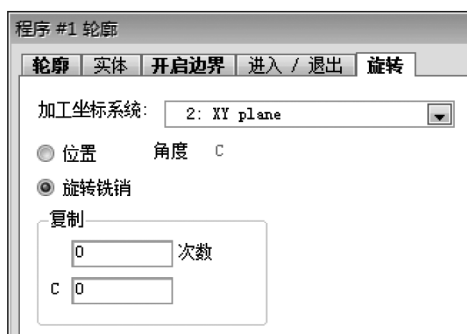 程序 #1 轮廓
轮廓 实体 开启边界 进入 / 退出 旋转
加工坐标系统: 2: XY plane
位置 角度 C
旋转铣销
复制
0 次数
C 0